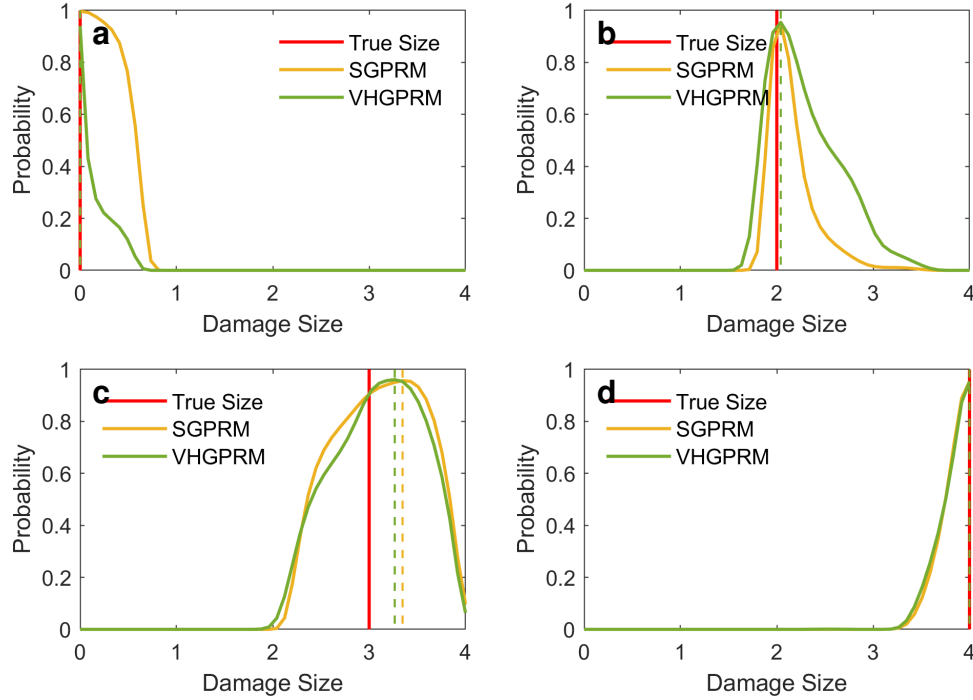 a
True Size
SGPRM
VHGPRM
Probability
1
0.8
0.6
0.4
0.2
0
0 1 2 3 4
Damage Size
b
True Size
SGPRM
VHGPRM
Probability
1
0.8
0.6
0.4
0.2
0
0 1 2 3 4
Damage Size
c
True Size
SGPRM
VHGPRM
Probability
1
0.8
0.6
0.4
0.2
0
0 1 2 3 4
Damage Size
d
True Size
SGPRM
VHGPRM
Probability
1
0.8
0.6
0.4
0.2
0
0 1 2 3 4
Damage Size